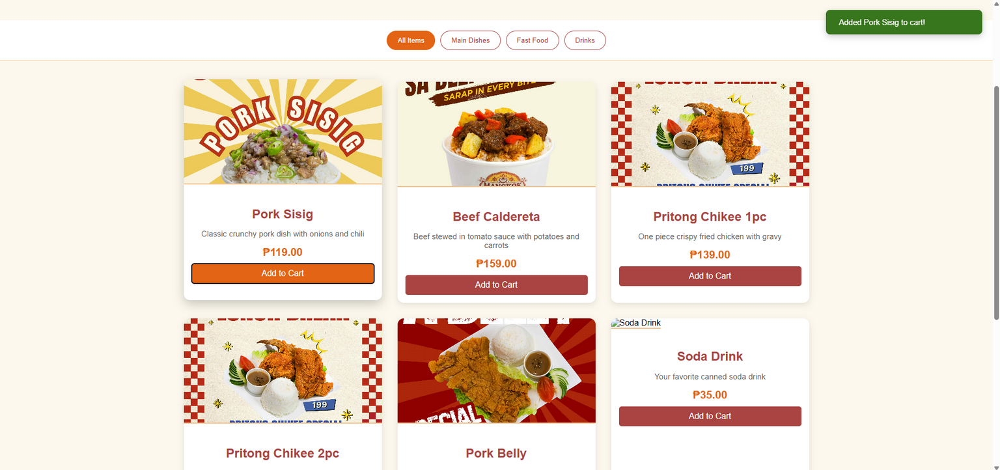 Added Pork Sisig to cart!
All Items
Main Dishes
Fast Food
Drinks
PORK SISIG
SARAP IN EVERY BITE
MANGKOK
199
Pork Sisig
Classic crunchy pork dish with onions and chili
₱119.00
Add to Cart
Beef Caldereta
Beef stewed in tomato sauce with potatoes and
carrots
₱159.00
Add to Cart
Pritong Chikee 1pc
One piece crispy fried chicken with gravy
₱139.00
Add to Cart
199
SPECIAL
Soda Drink
Pritong Chikee 2pc
Pork Belly
Soda Drink
Your favorite canned soda drink
₱35.00
Add to Cart